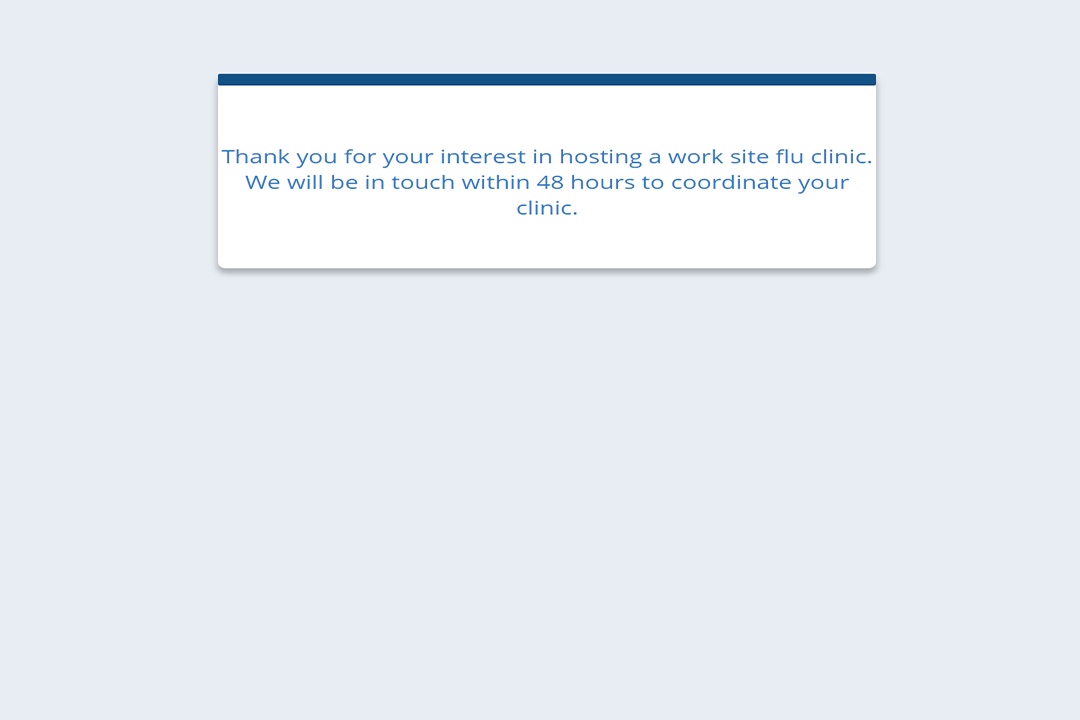 Thank you for your interest in hosting a work site flu clinic.
We will be in touch within 48 hours to coordinate your
clinic.